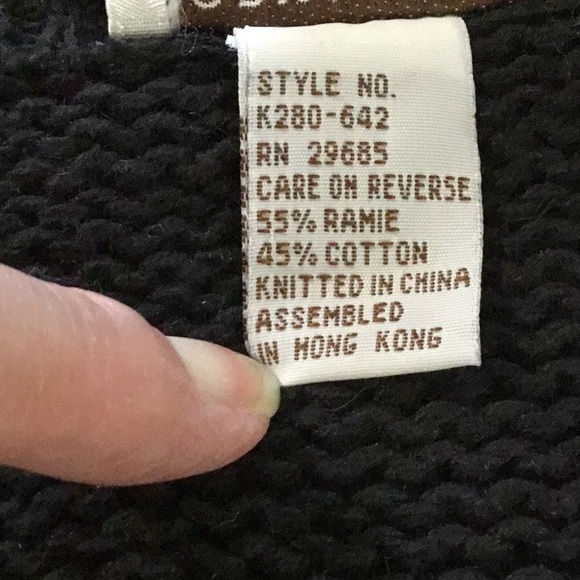 STYLE NO.
K280-642
RN 29685
CARE ON REVERSE
55% RAMIE
45% COTTON
KNITTED IN CHINA
ASSEMBLED
IN HONG KONG